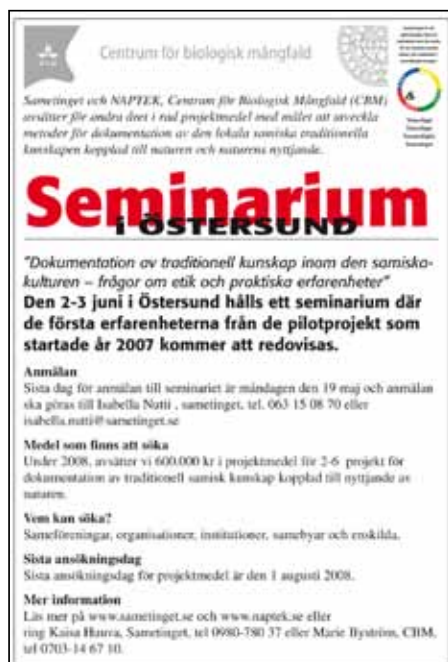 Centrum för biologisk mångfald
Sametinget och NAPTEK, Centrum för Biologisk Mångfald (CBM)
avsätter för andra året i rad projektmedel med målet att utveckla
metoder för dokumentation av den lokala samiska traditionella
kunskapen kopplad till naturen och naturens nyttjande.
Seminarium
i ÖSTERSUND
"Dokumentation av traditionell kunskap inom den samiska-
kulturen – frågor om etik och praktiska erfarenheter"
Den 2-3 juni i Östersund hålls ett seminarium där
de första erfarenheterna från de pilotprojekt som
startade år 2007 kommer att redovisas.
Anmälan
Sista dag för anmälan till seminariet är måndagen den 19 maj och anmälan
ska göras till Isabella Nutti , sametinget, tel. 063 15 08 70 eller
isabella.nutti@sametinget.se
Medel som finns att söka
Under 2008, avsätter vi 600.000 kr i projektmedel för 2-6 projekt för
dokumentation av traditionell samisk kunskap kopplad till nyttjande av
naturen.
Vem kan söka?
Sameföreningar, organisationer, institutioner, samebyar och enskilda.
Sista ansökningsdag
Sista ansökningsdag för projektmedel är den 1 augusti 2008.
Mer information
Läs mer på www.sametinget.se och www.naptek.se eller
ring Kaisa Huuva, Sametinget, tel 0980-780 37 eller Marie Byström, CBM,
tel 0703-14 67 10.